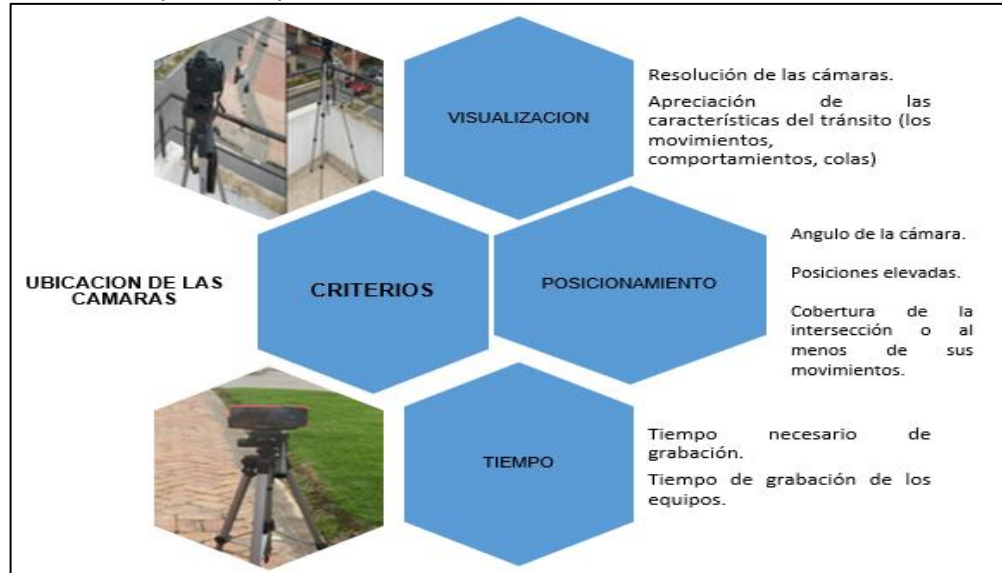 VISUALIZACION
Resolución de las cámaras.
Apreciación de las
características del tránsito (los
movimientos,
comportamientos, colas)
UBICACION DE LAS
CAMARAS
CRITERIOS
POSICIONAMIENTO
Angulo de la cámara.
Posiciones elevadas.
Cobertura de la
intersección o al
menos de sus
movimientos.
TIEMPO
Tiempo necesario de
grabación.
Tiempo de grabación de los
equipos.